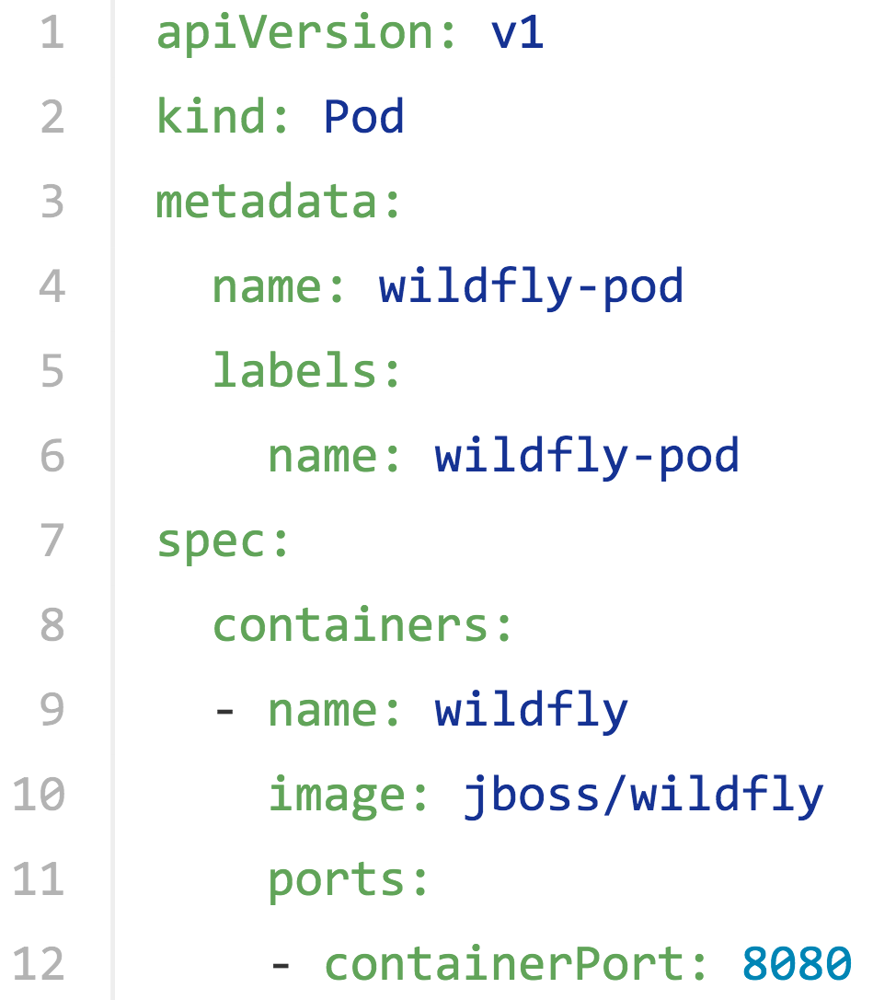 1 apiVersion: v1
2 kind: Pod
3 metadata:
4   name: wildfly-pod
5   labels:
6     name: wildfly-pod
7 spec:
8   containers:
9   - name: wildfly
10     image: jboss/wildfly
11     ports:
12     - containerPort: 8080